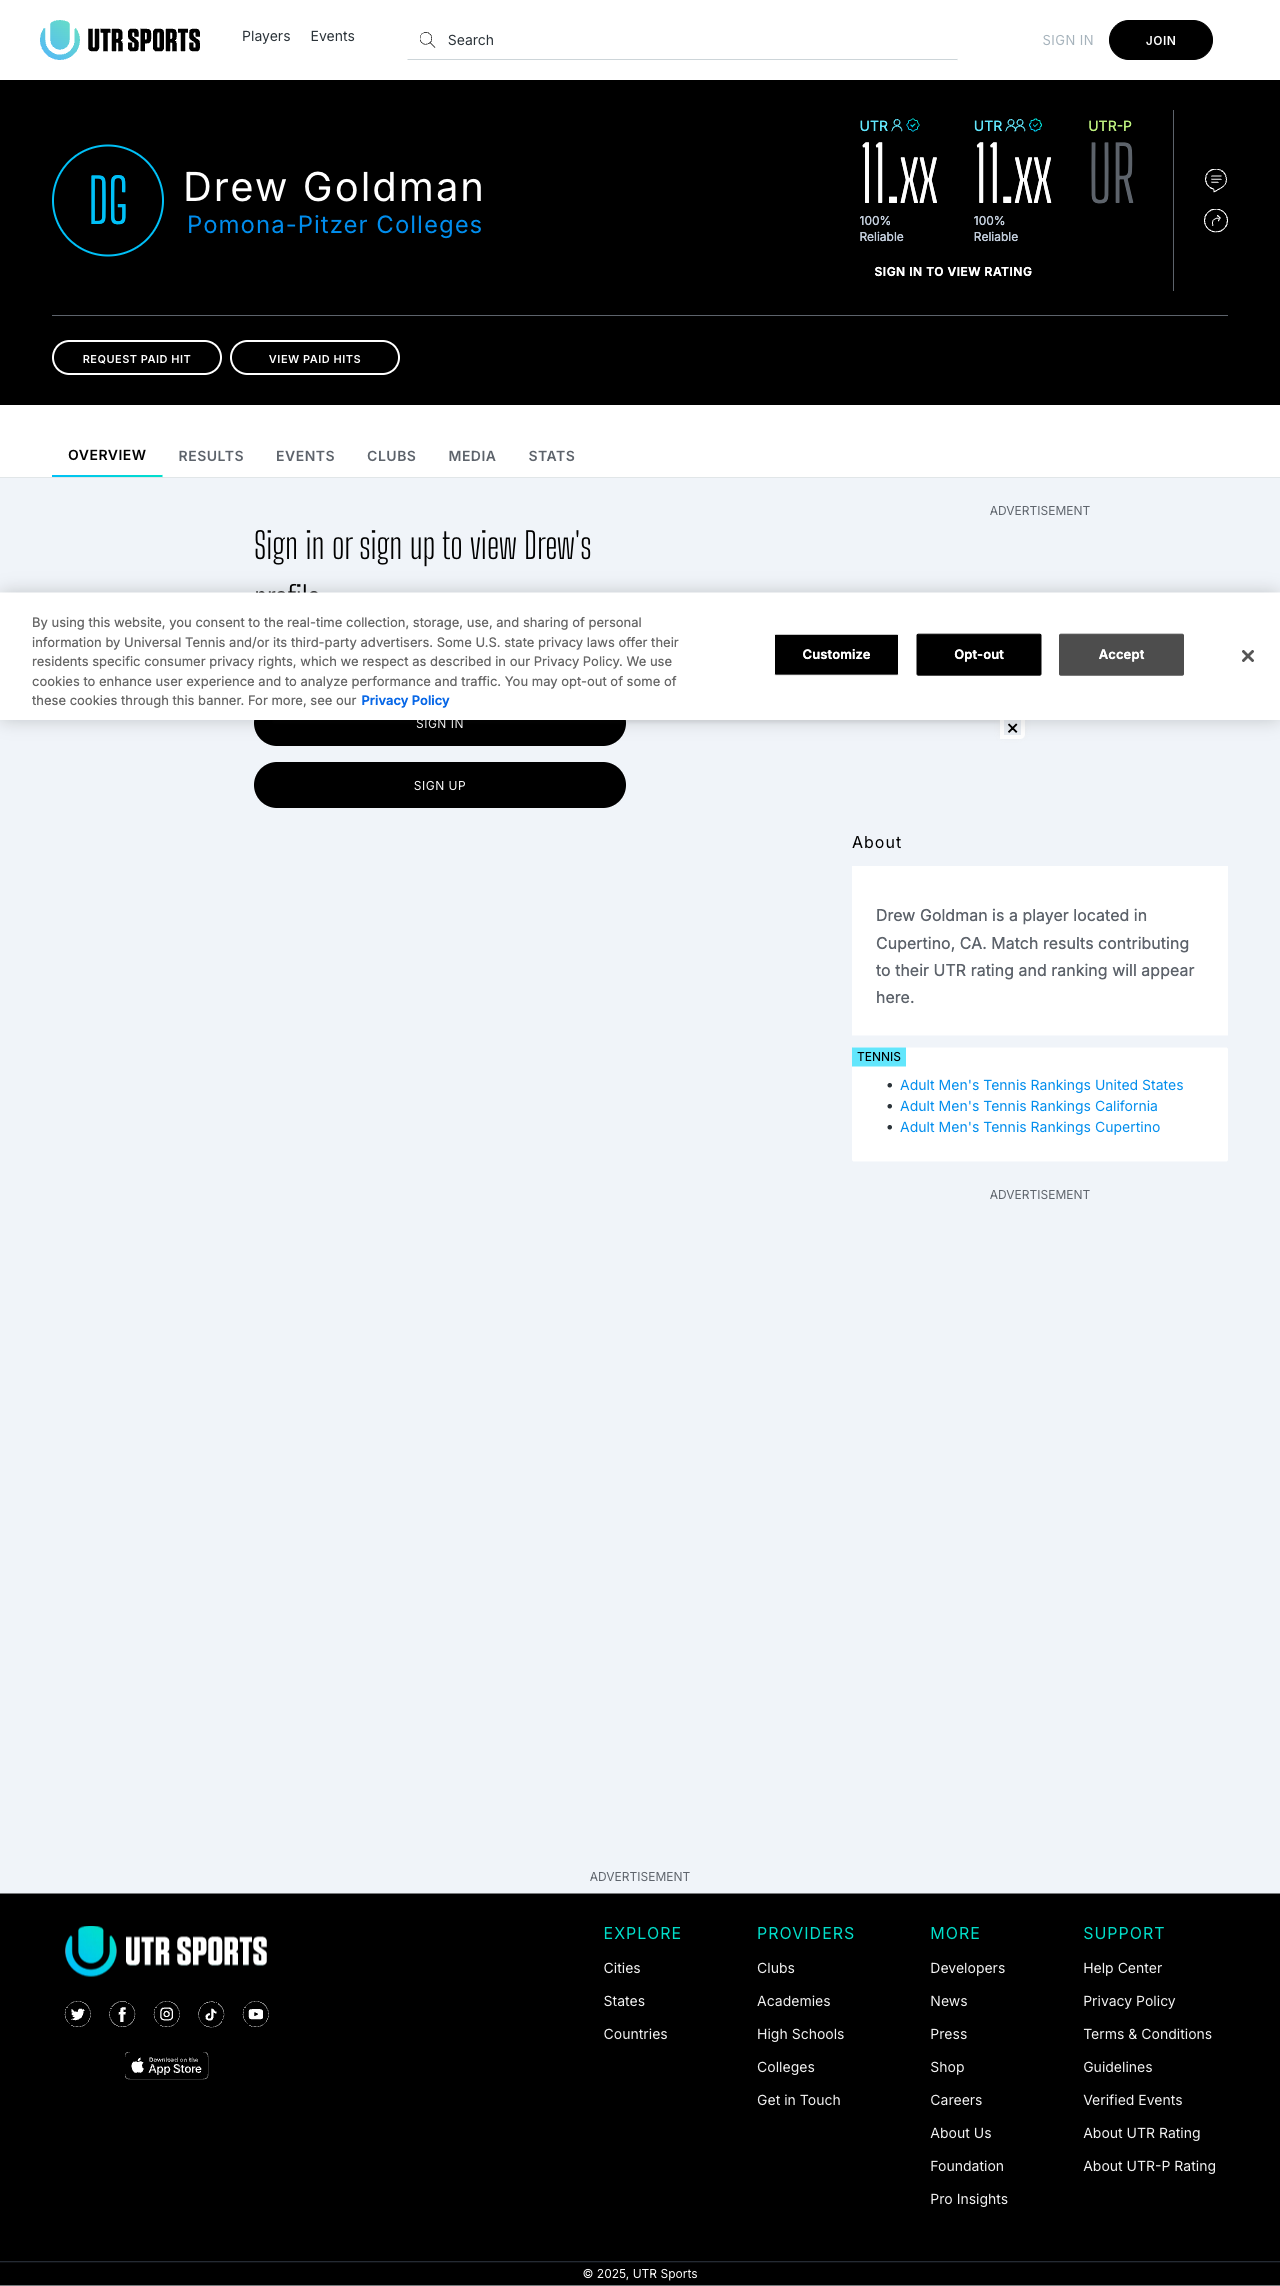 UTR SPORTS
Players
Events
Search
SIGN IN
JOIN
DG
Drew Goldman
Pomona-Pitzer Colleges
UTR
11.xx
100%
Reliable
UTR
11.xx
100%
Reliable
UTR-P
UR
SIGN IN TO VIEW RATING
REQUEST PAID HIT
VIEW PAID HITS
OVERVIEW
RESULTS
EVENTS
CLUBS
MEDIA
STATS
ADVERTISEMENT
Sign in or sign up to view Drew's
By using this website, you consent to the real-time collection, storage, use, and sharing of personal
information by Universal Tennis and/or its third-party advertisers. Some U.S. state privacy laws offer their
residents specific consumer privacy rights, which we respect as described in our Privacy Policy. We use
cookies to enhance user experience and to analyze performance and traffic. You may opt-out of some of
these cookies through this banner. For more, see our Privacy Policy
Customize
Opt-out
Accept
SIGN IN
SIGN UP
About
Drew Goldman is a player located in
Cupertino, CA. Match results contributing
to their UTR rating and ranking will appear
here.
TENNIS
• Adult Men's Tennis Rankings United States
• Adult Men's Tennis Rankings California
• Adult Men's Tennis Rankings Cupertino
ADVERTISEMENT
ADVERTISEMENT
UTR SPORTS
Download on the
App Store
EXPLORE
Cities
States
Countries
PROVIDERS
Clubs
Academies
High Schools
Colleges
Get in Touch
MORE
Developers
News
Press
Shop
Careers
About Us
Foundation
Pro Insights
SUPPORT
Help Center
Privacy Policy
Terms & Conditions
Guidelines
Verified Events
About UTR Rating
About UTR-P Rating
© 2025, UTR Sports